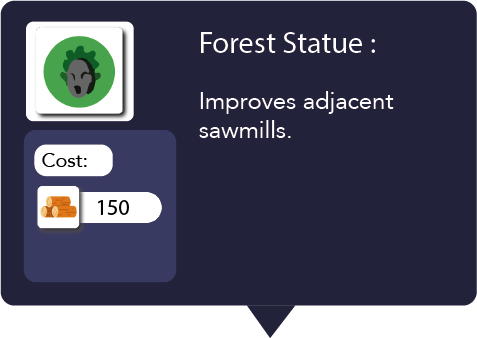 Forest Statue :
Improves adjacent
sawmills.
Cost:
150